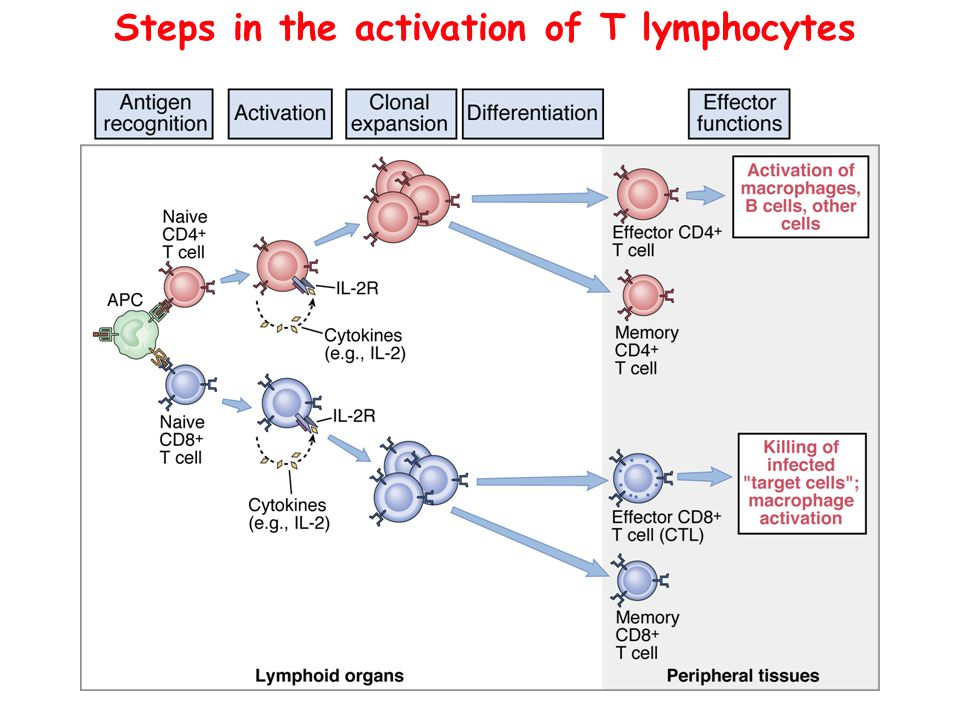 Steps in the activation of T lymphocytes
Antigen
recognition
Activation
Clonal
expansion
Differentiation
Effector
functions
Naive
CD4+
T cell
APC
IL-2R
Cytokines
(e.g., IL-2)
Effector CD4+
T cell
Activation of
macrophages,
B cells, other
cells
Memory
CD4+
T cell
Naive
CD8+
T cell
IL-2R
Cytokines
(e.g., IL-2)
Effector CD8+
T cell (CTL)
Killing of
infected
"target cells";
macrophage
activation
Memory
CD8+
T cell
Lymphoid organs
Peripheral tissues